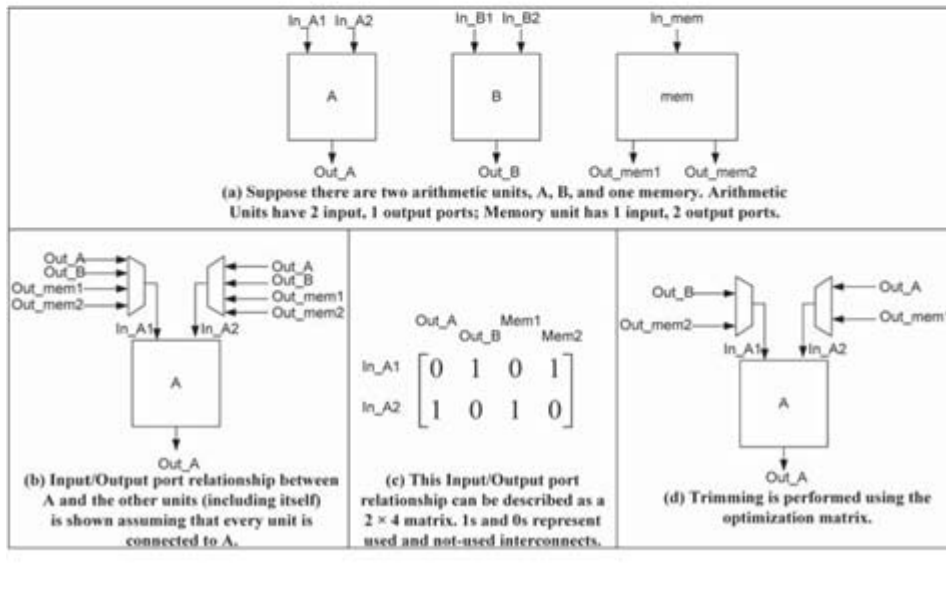 In_A1 In_A2
In_B1 In_B2
In_mem
A
B
mem
Out_A
Out_B
Out_mem1
Out_mem2
(a) Suppose there are two arithmetic units, A, B, and one memory. Arithmetic
Units have 2 input, 1 output ports; Memory unit has 1 input, 2 output ports.
Out_A
Out_B
Out_mem1
Out_mem2
Out_A
Out_B
Out_mem1
Out_mem2
In_A1
In_A2
A
Out_A
(b) Input/Output port relationship between
A and the other units (including itself)
is shown assuming that every unit is
connected to A.
Out_A
Out_B
Mem1
Mem2
In_A1 0 1 0 1
In_A2 1 0 1 0
(c) This Input/Output port
relationship can be described as a
2 × 4 matrix. 1s and 0s represent
used and not-used interconnects.
Out_B
Out_mem2
Out_A
Out_mem1
In_A1
In_A2
A
Out_A
(d) Trimming is performed using the
optimization matrix.